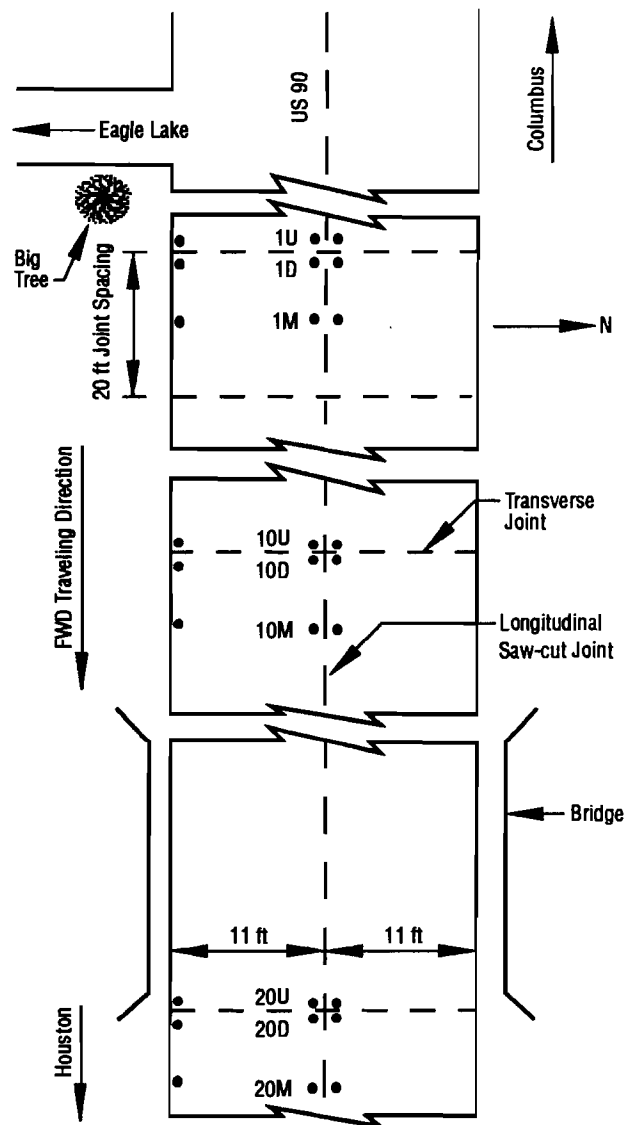 US 90
Columbus
Eagle Lake
Big
Tree
1U
1D
1M
20 ft Joint Spacing
N
FWD Traveling Direction
Transverse
Joint
10U
10D
10M
Longitudinal
Saw-cut Joint
Bridge
11 ft
11 ft
20U
20D
20M
Houston